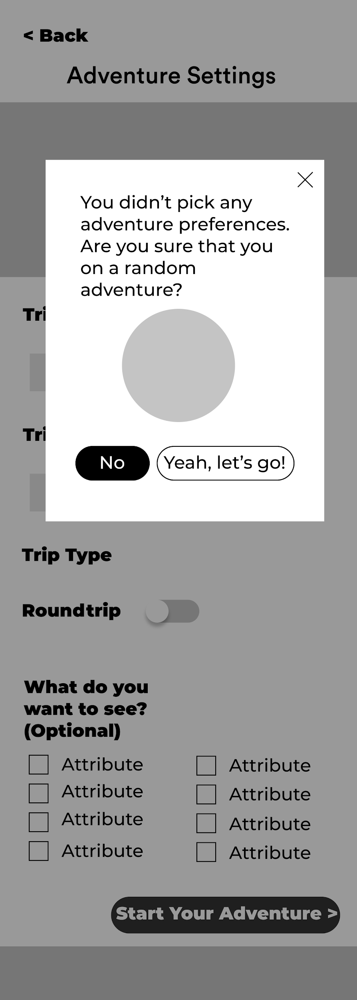 < Back
Adventure Settings
You didn’t pick any
adventure preferences.
Are you sure that you
on a random
adventure?
No
Yeah, let’s go!
Trip Type
Roundtrip
What do you
want to see?
(Optional)
Attribute
Attribute
Attribute
Attribute
Attribute
Attribute
Attribute
Attribute
Start Your Adventure >